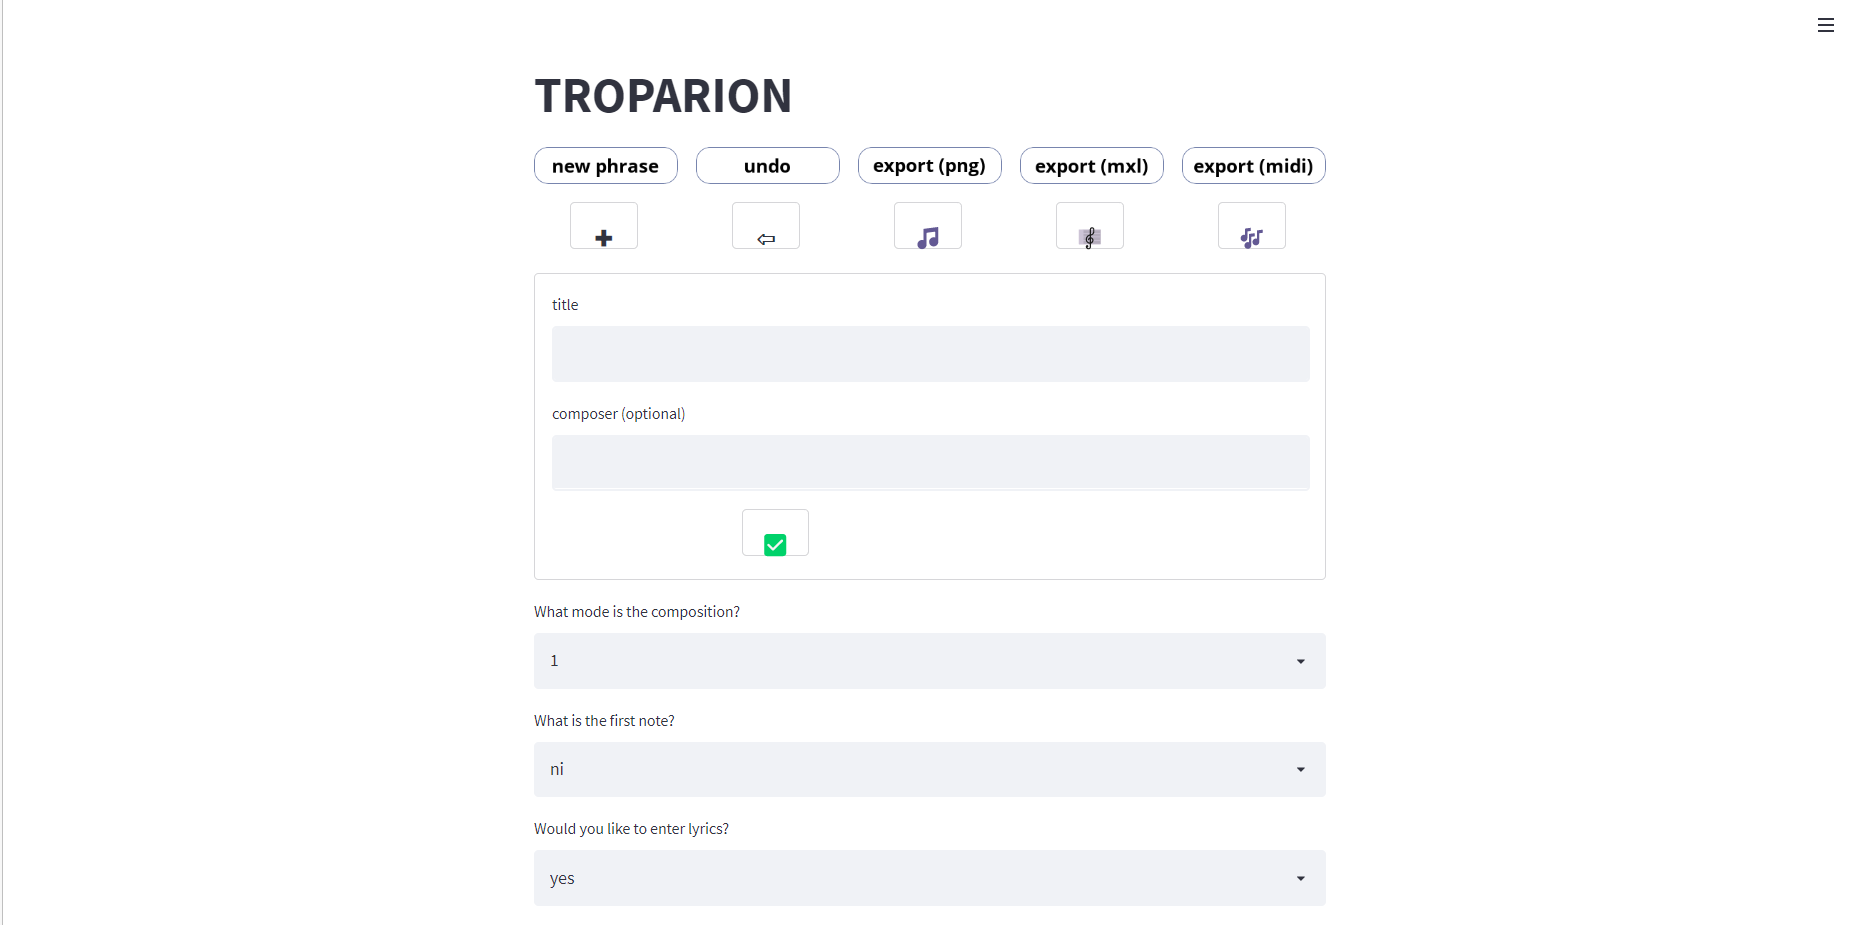 TROPARION
new phrase undo export (png) export (mxl) export (midi)
title
composer (optional)
What mode is the composition?
1
What is the first note?
ni
Would you like to enter lyrics?
yes